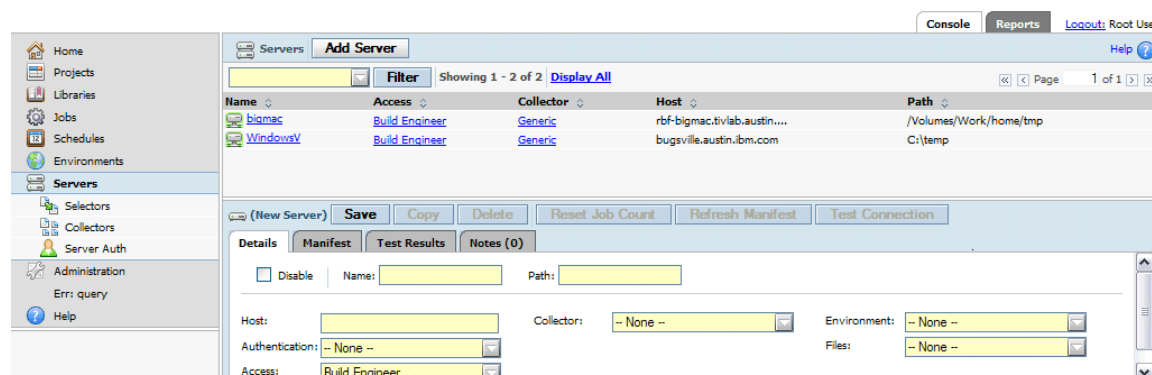 Console Reports Logout: Root Use
Home
Projects
Libraries
Jobs
Schedules
Environments
Servers
Selectors
Collectors
Server Auth
Administration
Err: query
Help
Servers Add Server Help
Filter Showing 1 - 2 of 2 Display All Page 1 of 1
Name Access Collector Host Path
bigmac Build Engineer Generic rbf-bigmac.tivlab.austin.... /Volumes/Work/home/tmp
WindowsV Build Engineer Generic bugsville.austin.ibm.com C:\temp
(New Server) Save Copy Delete Reset Job Count Refresh Manifest Test Connection
Details Manifest Test Results Notes (0)
Disable Name: Path:
Host: Collector: -- None -- Environment: -- None --
Authentication: -- None -- Files: -- None --
Access: Build Engineer